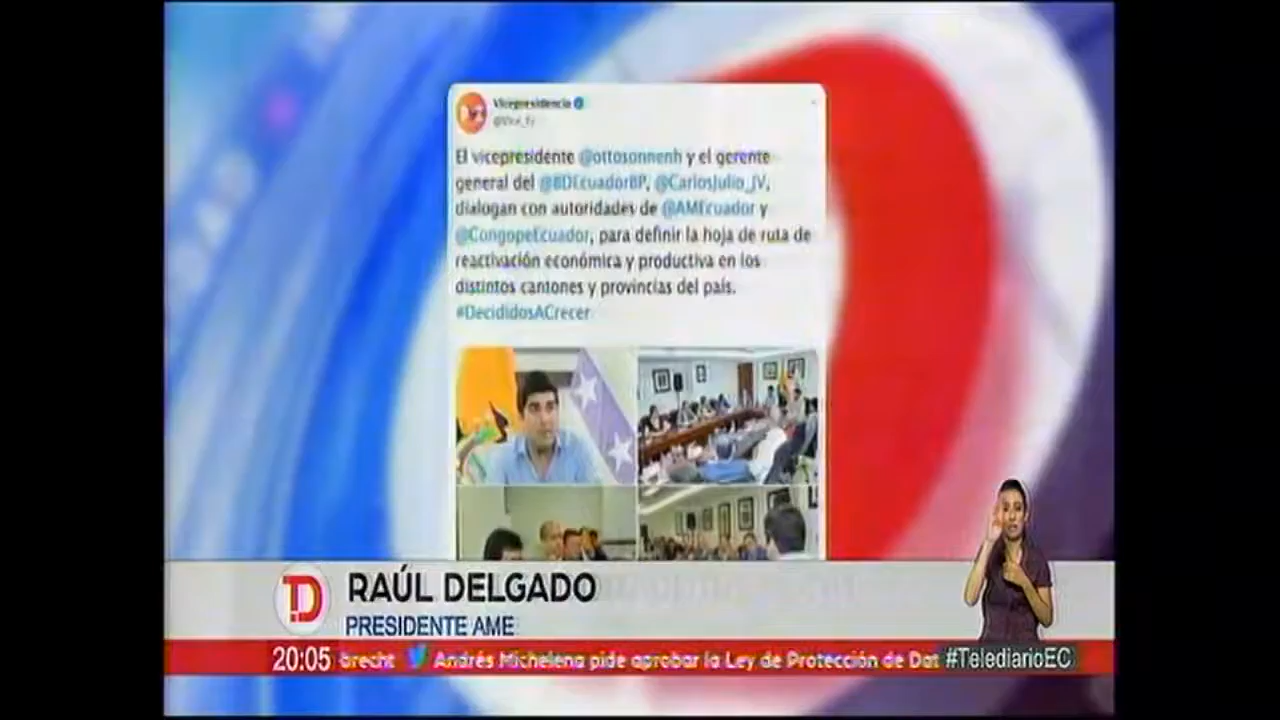 Vicepresidencia
El vicepresidente @ottosonnenh y el gerente
general del @BDEcuadorBP, @CarlosJulio_JV,
dialogan con autoridades de @AMEcuador y
@CongopeEcuador, para definir la hoja de ruta de
reactivación económica y productiva en los
distintos cantones y provincias del país.
#DecididosACrecer
RAÚL DELGADO
PRESIDENTE AME
20:05 brecht Andrés Michelena pide aprobar la Ley de Protección de Dat #TelediarioEC